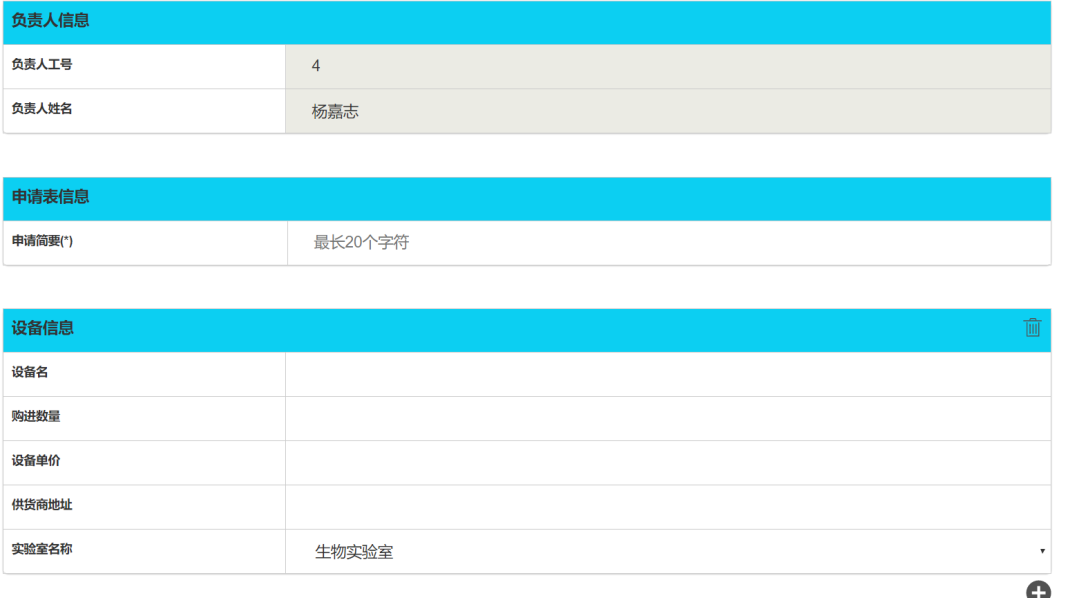 负责人信息
负责人工号 4
负责人姓名 杨嘉志
申请表信息
申请简要(*) 最长20个字符
设备信息
设备名
购进数量
设备单价
供货商地址
实验室名称 生物实验室